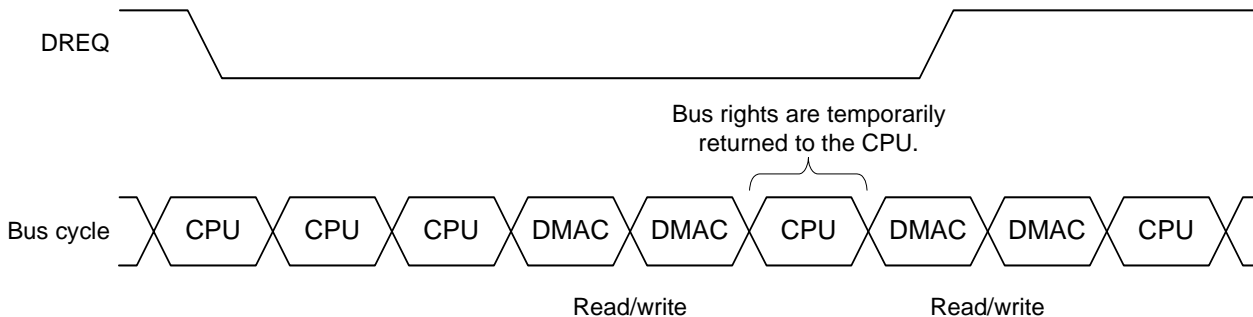 DREQ
Bus rights are temporarily
returned to the CPU.
Bus cycle CPU CPU CPU DMAC DMAC CPU DMAC DMAC CPU
Read/write Read/write